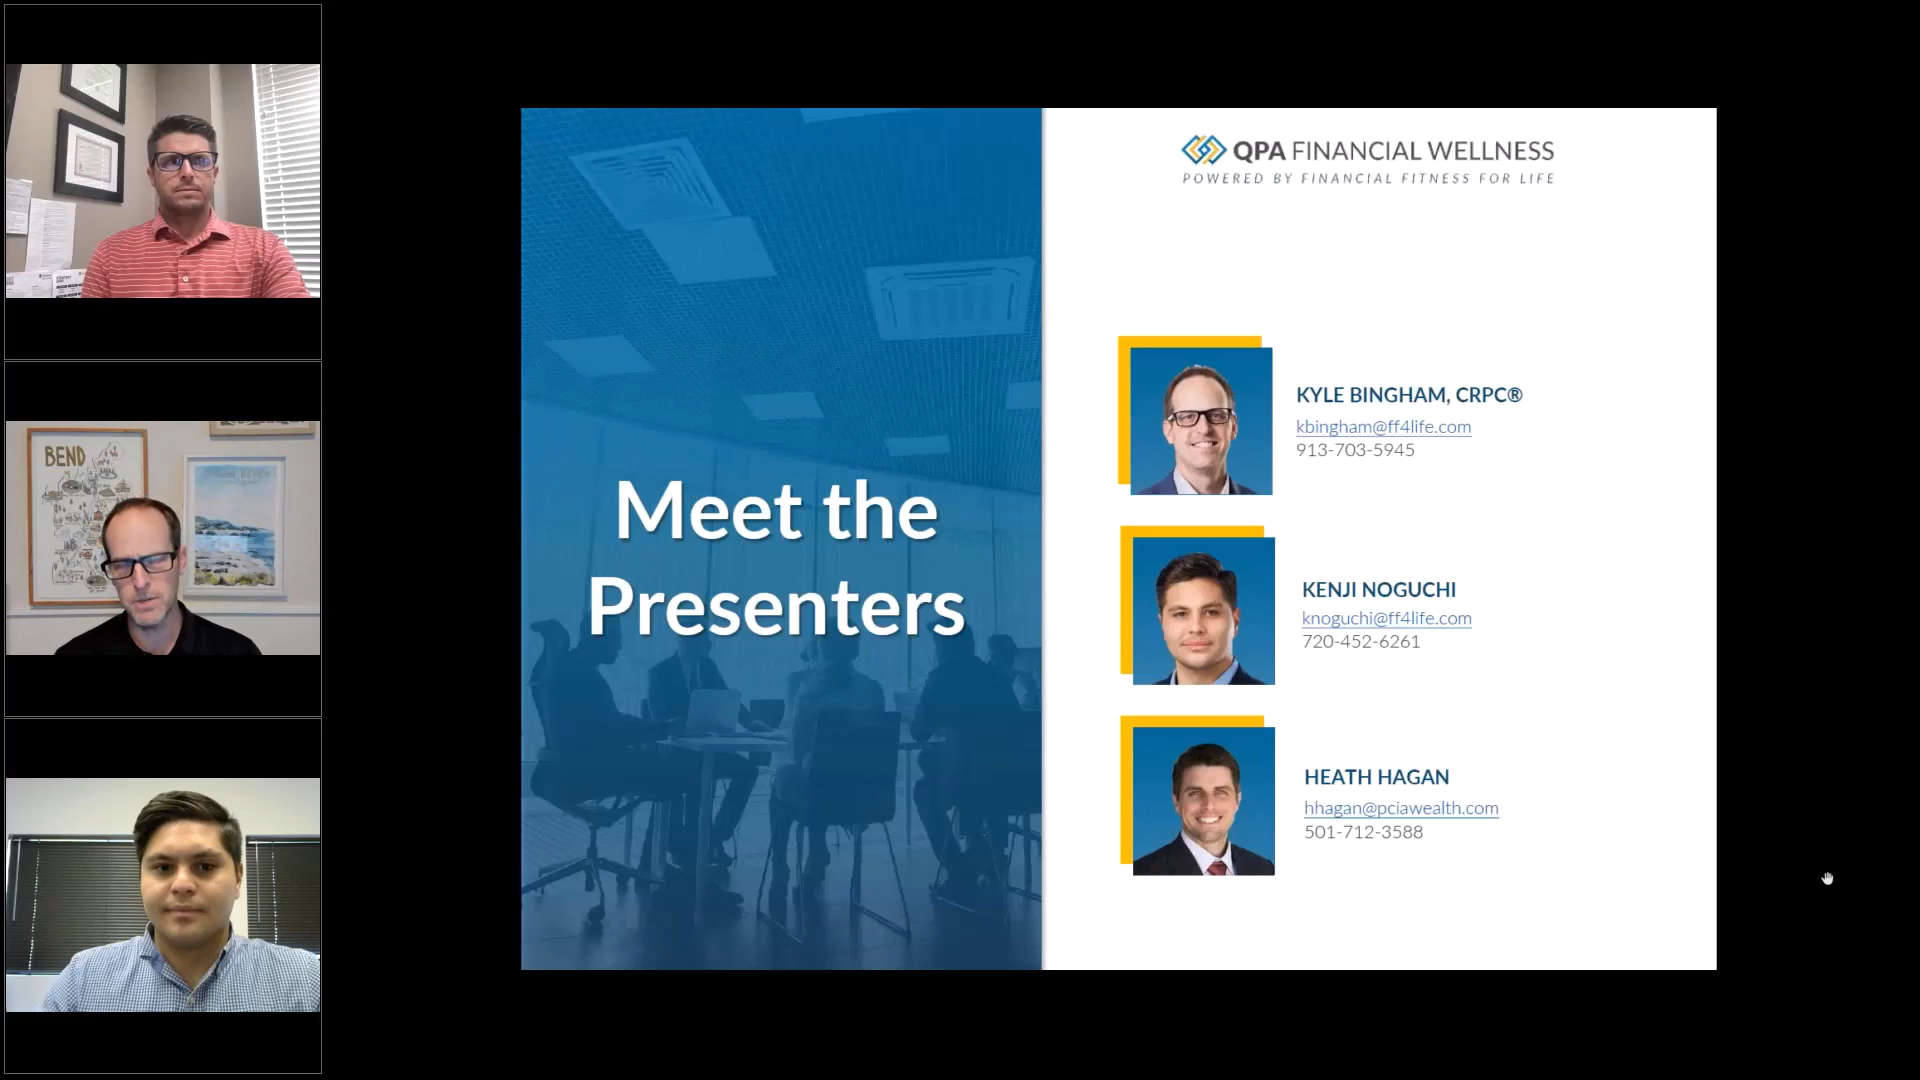 BEND
QPA FINANCIAL WELLNESS
POWERED BY FINANCIAL FITNESS FOR LIFE
Meet the
Presenters
KYLE BINGHAM, CRPC®
kbingham@ff4life.com
913-703-5945
KENJI NOGUCHI
knoguchi@ff4life.com
720-452-6261
HEATH HAGAN
hhagan@pciawealth.com
501-712-3588